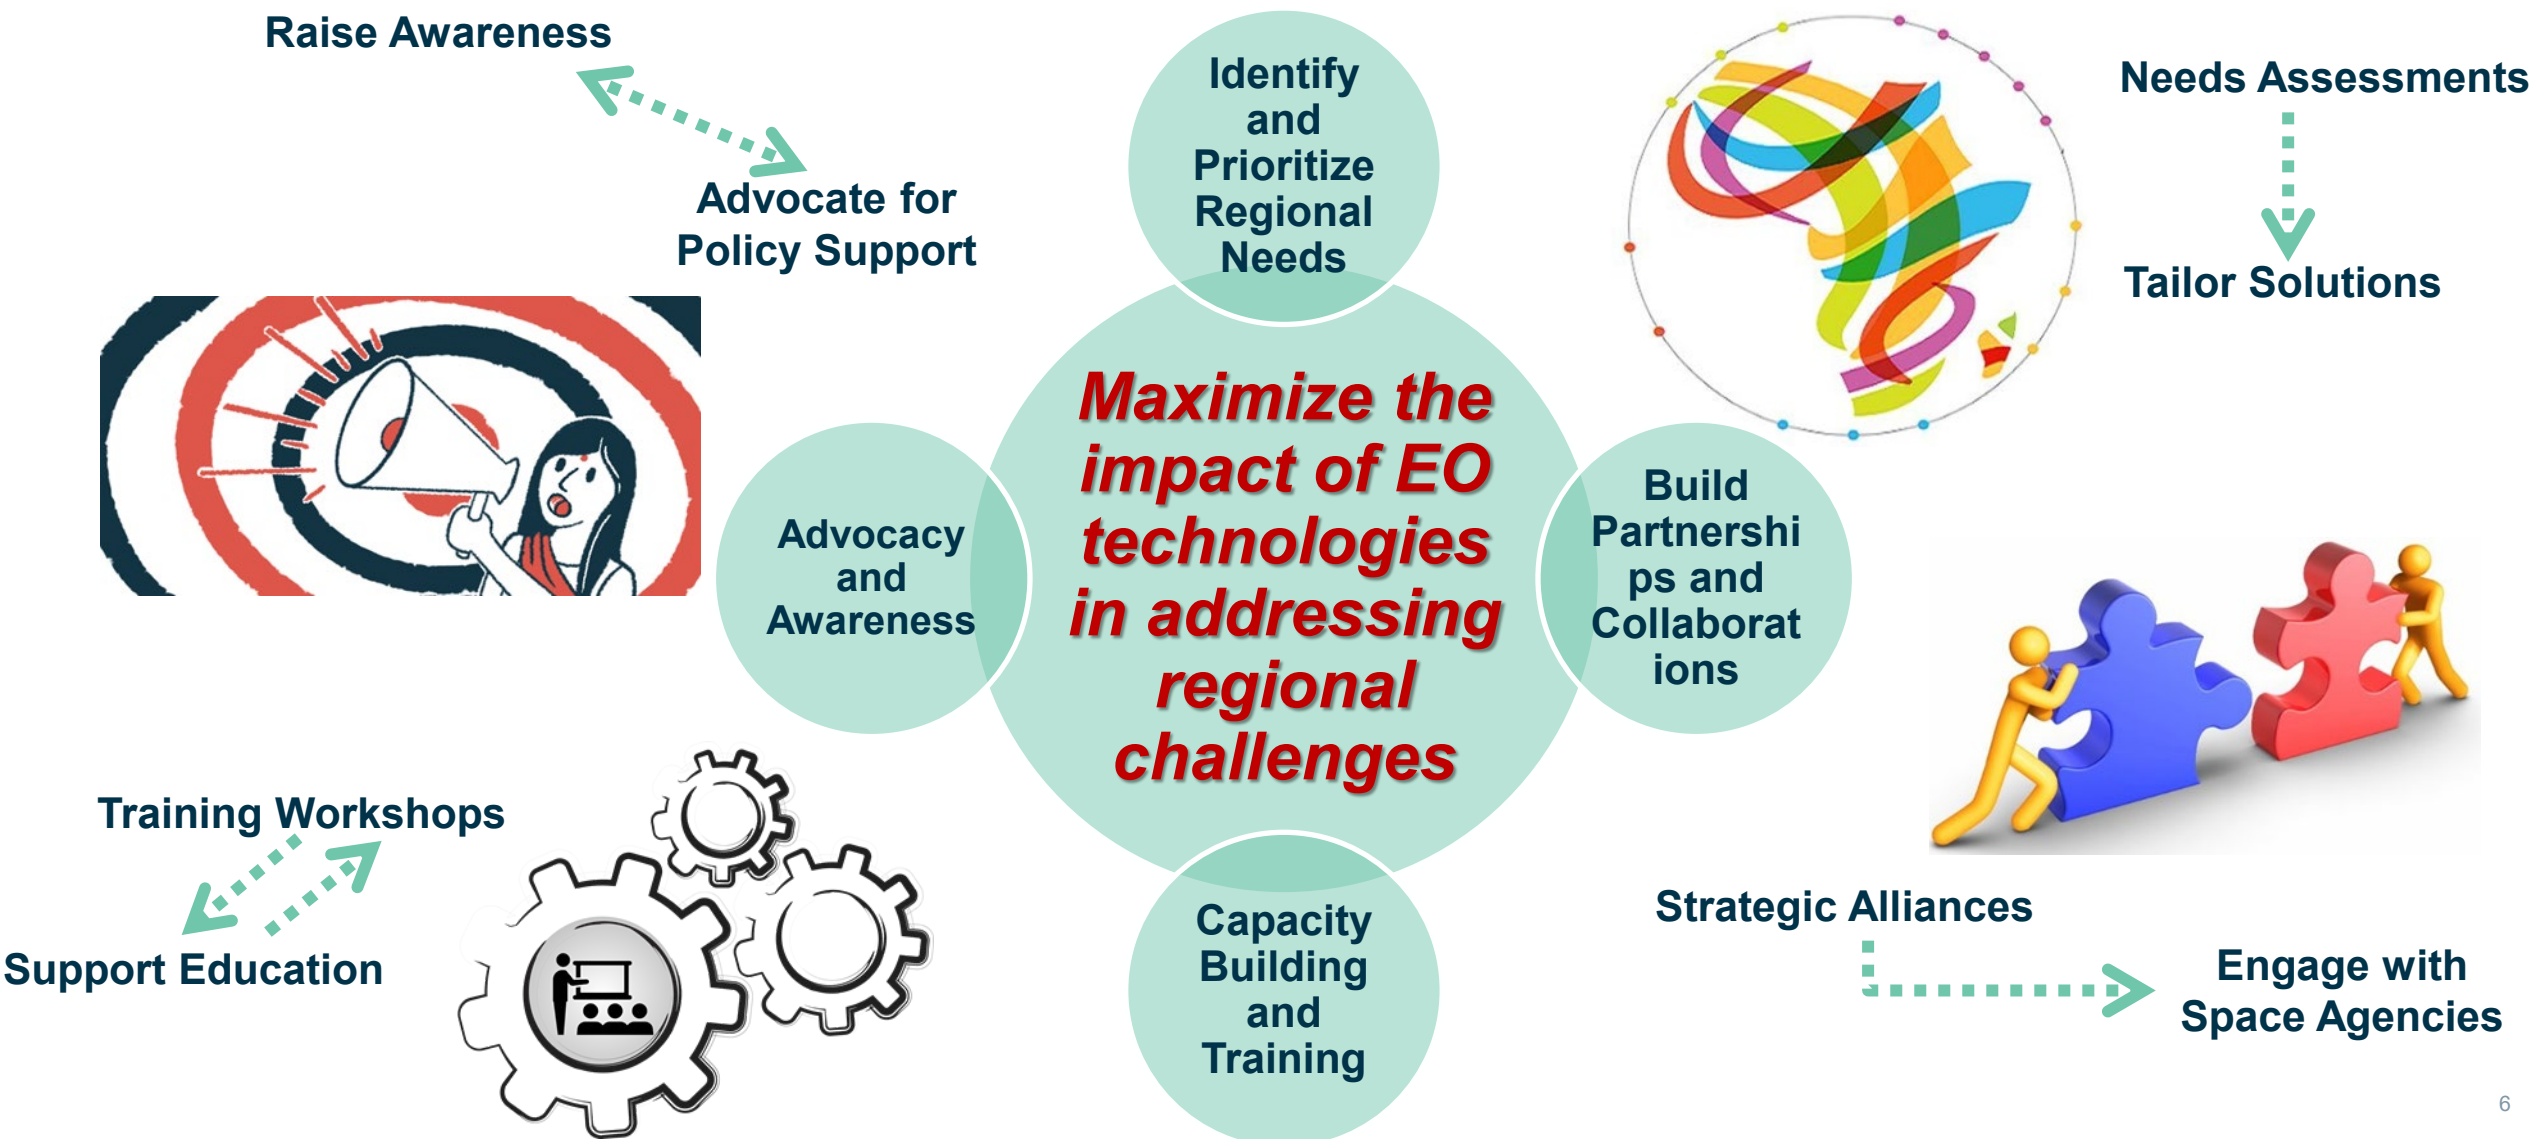 Raise Awareness
Advocate for
Policy Support
Identify
and
Prioritize
Regional
Needs
Needs Assessments
Tailor Solutions
Maximize the
impact of EO
technologies
in addressing
regional
challenges
Advocacy
and
Awareness
Build
Partnershi
ps and
Collaborat
ions
Training Workshops
Support Education
Capacity
Building
and
Training
Strategic Alliances
Engage with
Space Agencies
6